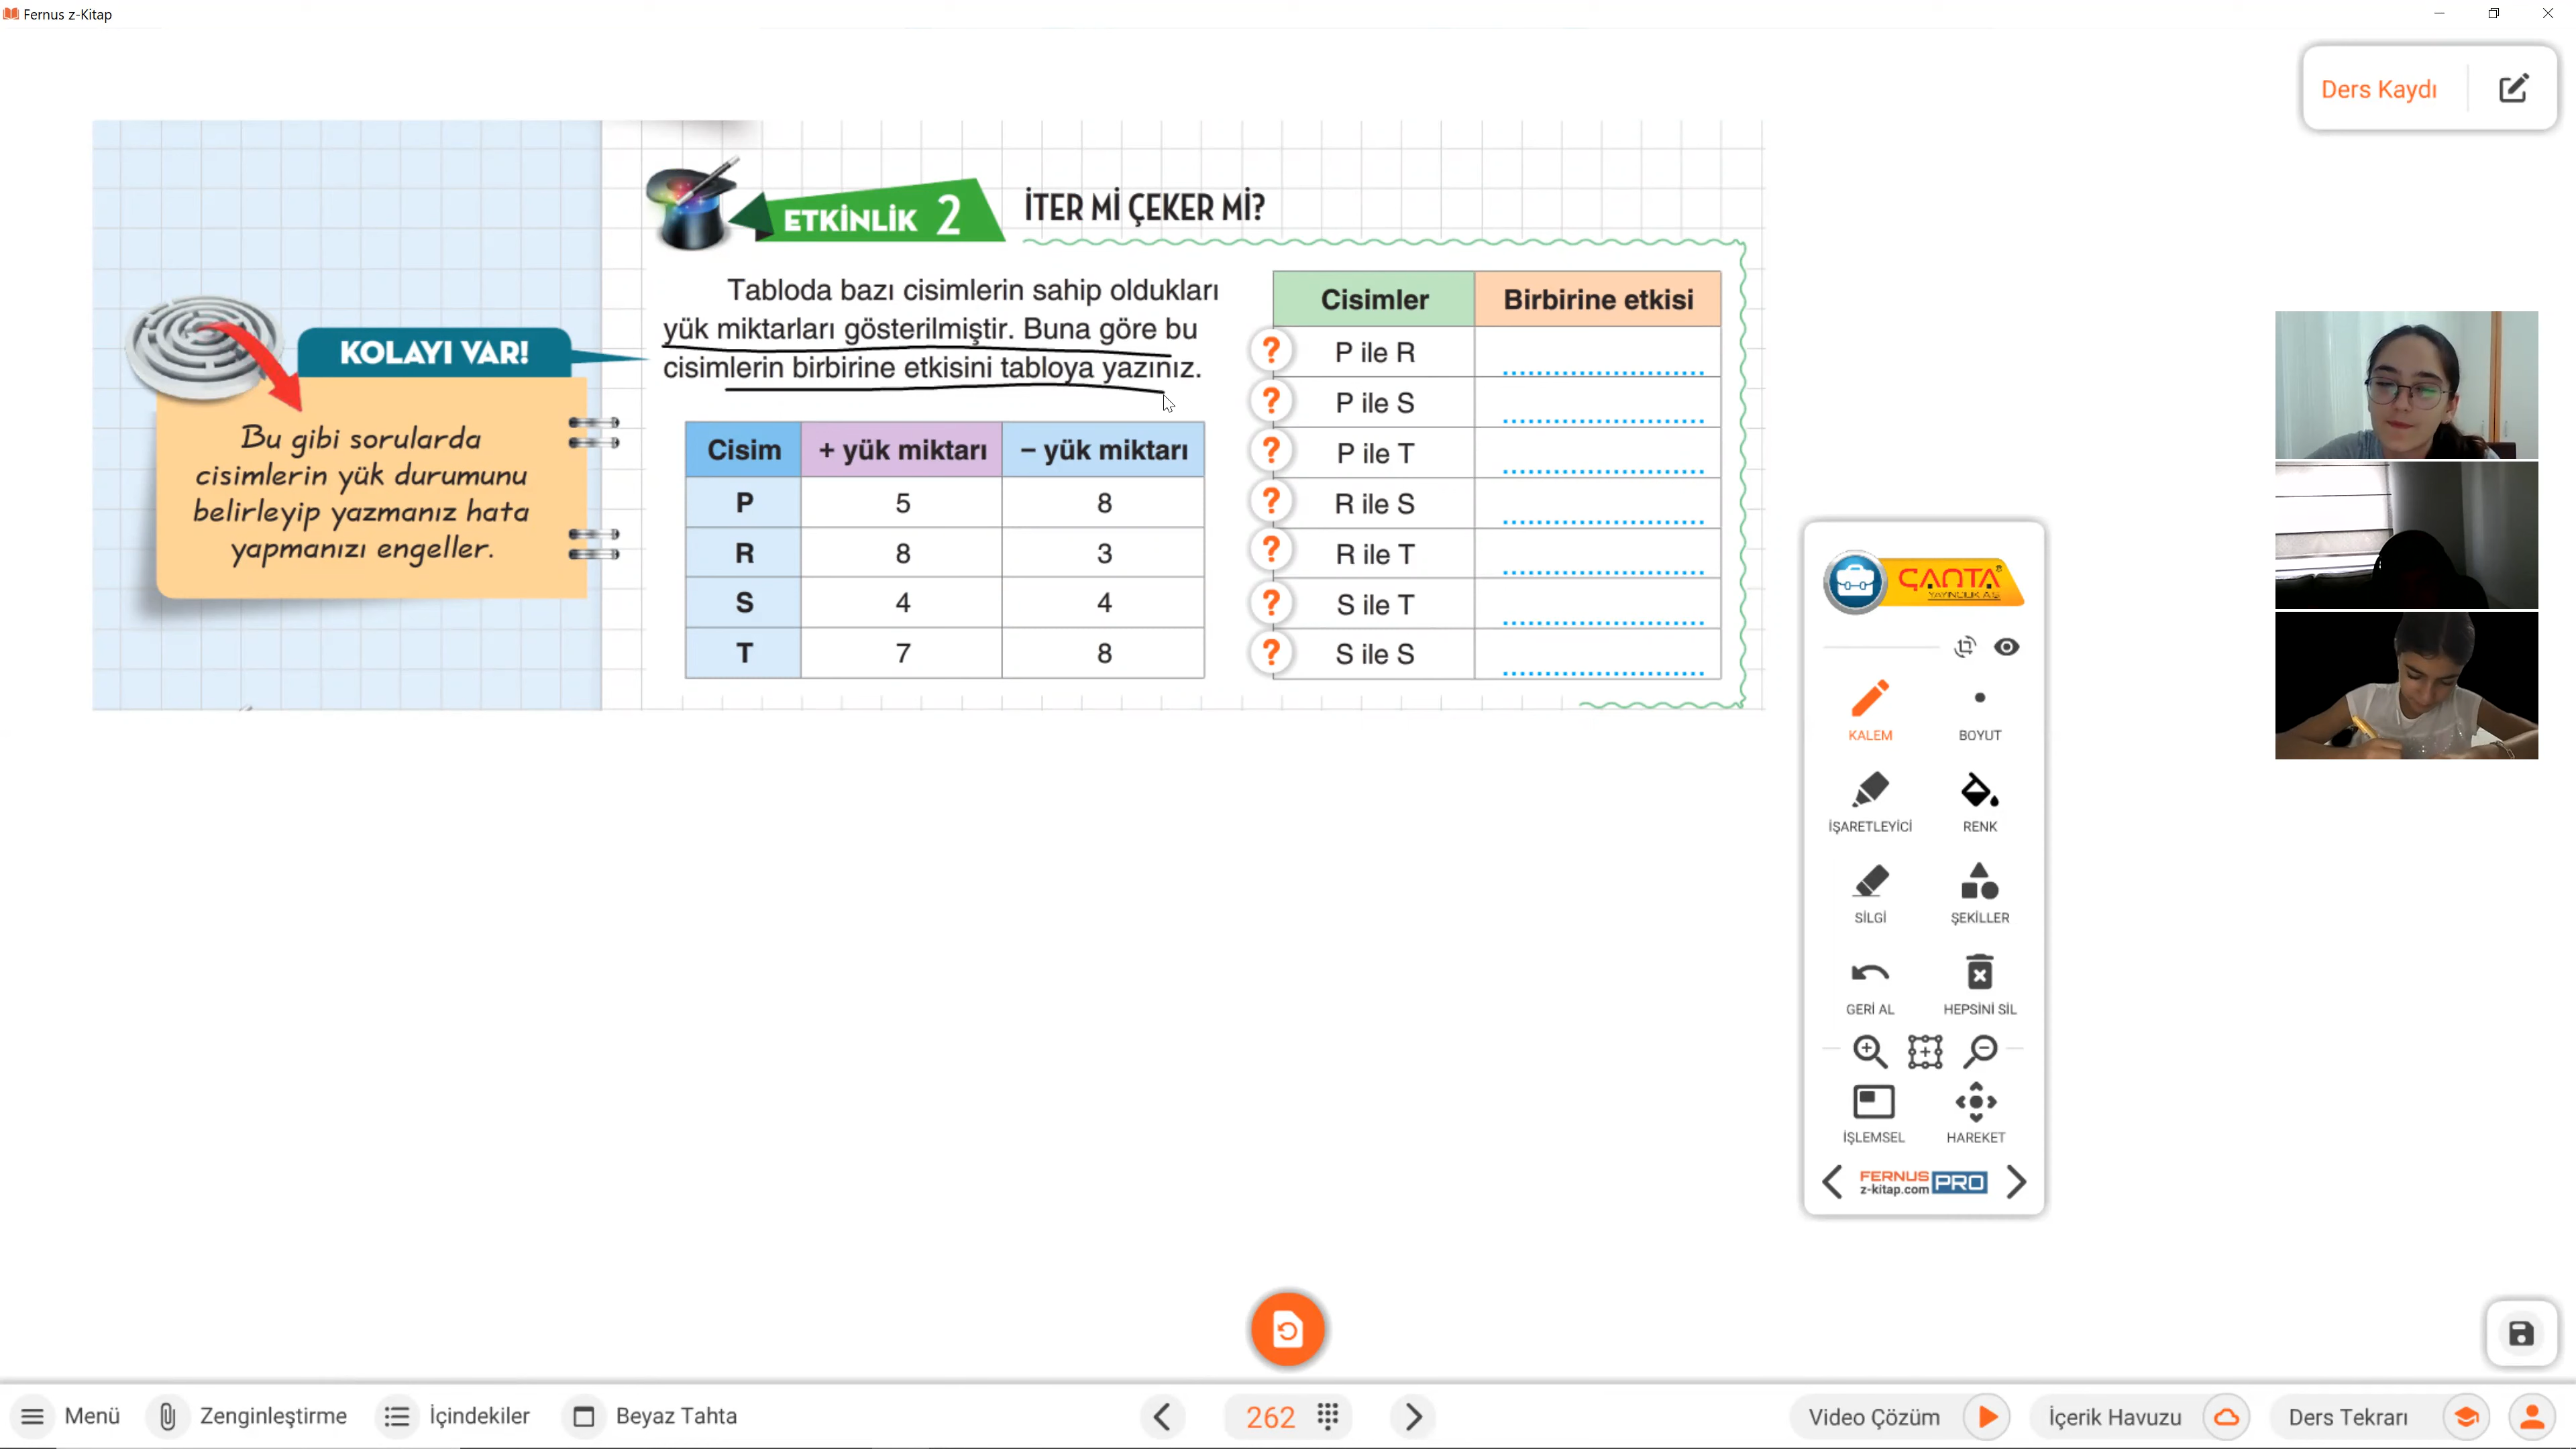 Fernus z-Kitap
Ders Kaydı
ETKİNLİK 2
İTER Mİ ÇEKER Mİ?
Tabloda bazı cisimlerin sahip oldukları
yük miktarları gösterilmiştir. Buna göre bu
cisimlerin birbirine etkisini tabloya yazınız.
KOLAYI VAR!
Bu gibi sorularda
cisimlerin yük durumunu
belirleyip yazmanız hata
yapmanızı engeller.
Cisim + yük miktarı − yük miktarı
P 5 8
R 8 3
S 4 4
T 7 8
Cisimler Birbirine etkisi
? P ile R ........................
? P ile S ........................
? P ile T ........................
? R ile S ........................
? R ile T ........................
? S ile T ........................
? S ile S ........................
ÇANTA
YAYINCILIK A.Ş.
KALEM BOYUT
İŞARETLEYİCİ RENK
SİLGİ ŞEKİLLER
GERİ AL HEPSİNİ SİL
İŞLEMSEL HAREKET
FERNUS PRO
z-kitap.com
Menü Zenginleştirme İçindekiler Beyaz Tahta 262 Video Çözüm İçerik Havuzu Ders Tekrarı